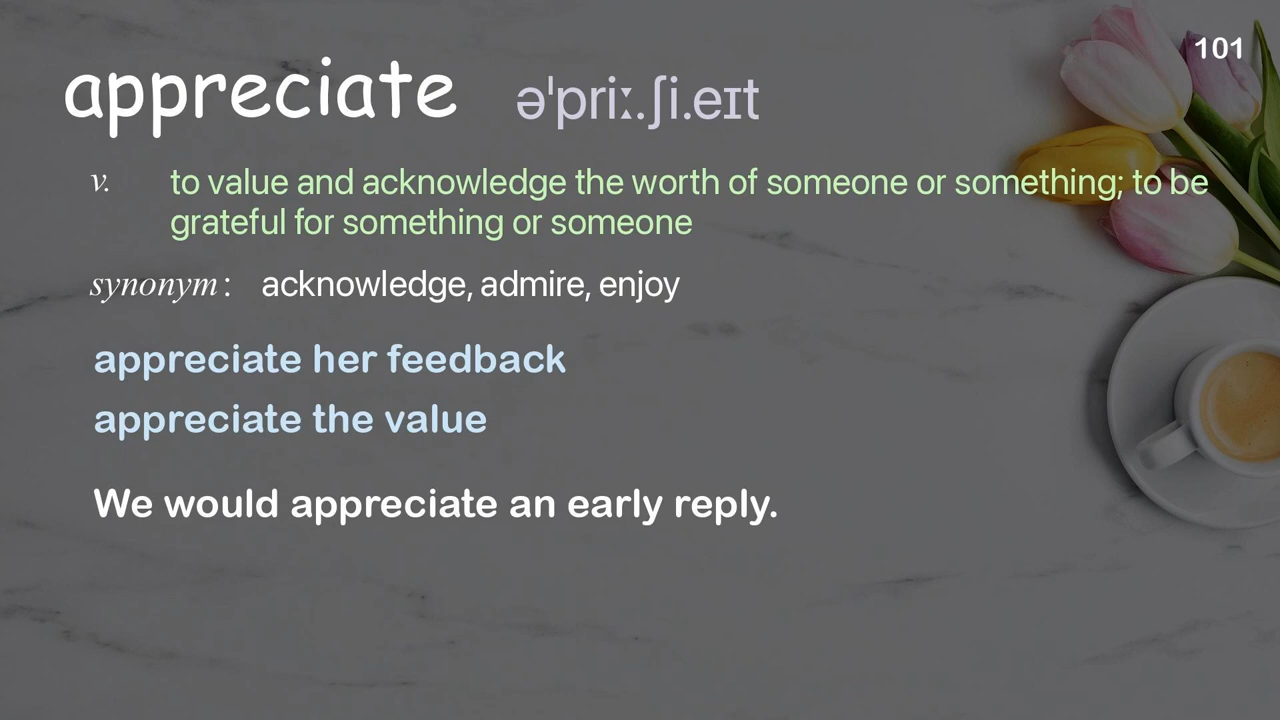 101
appreciate əˈpriː.ʃi.eɪt
v. to value and acknowledge the worth of someone or something; to be
grateful for something or someone
synonym : acknowledge, admire, enjoy
appreciate her feedback
appreciate the value
We would appreciate an early reply.